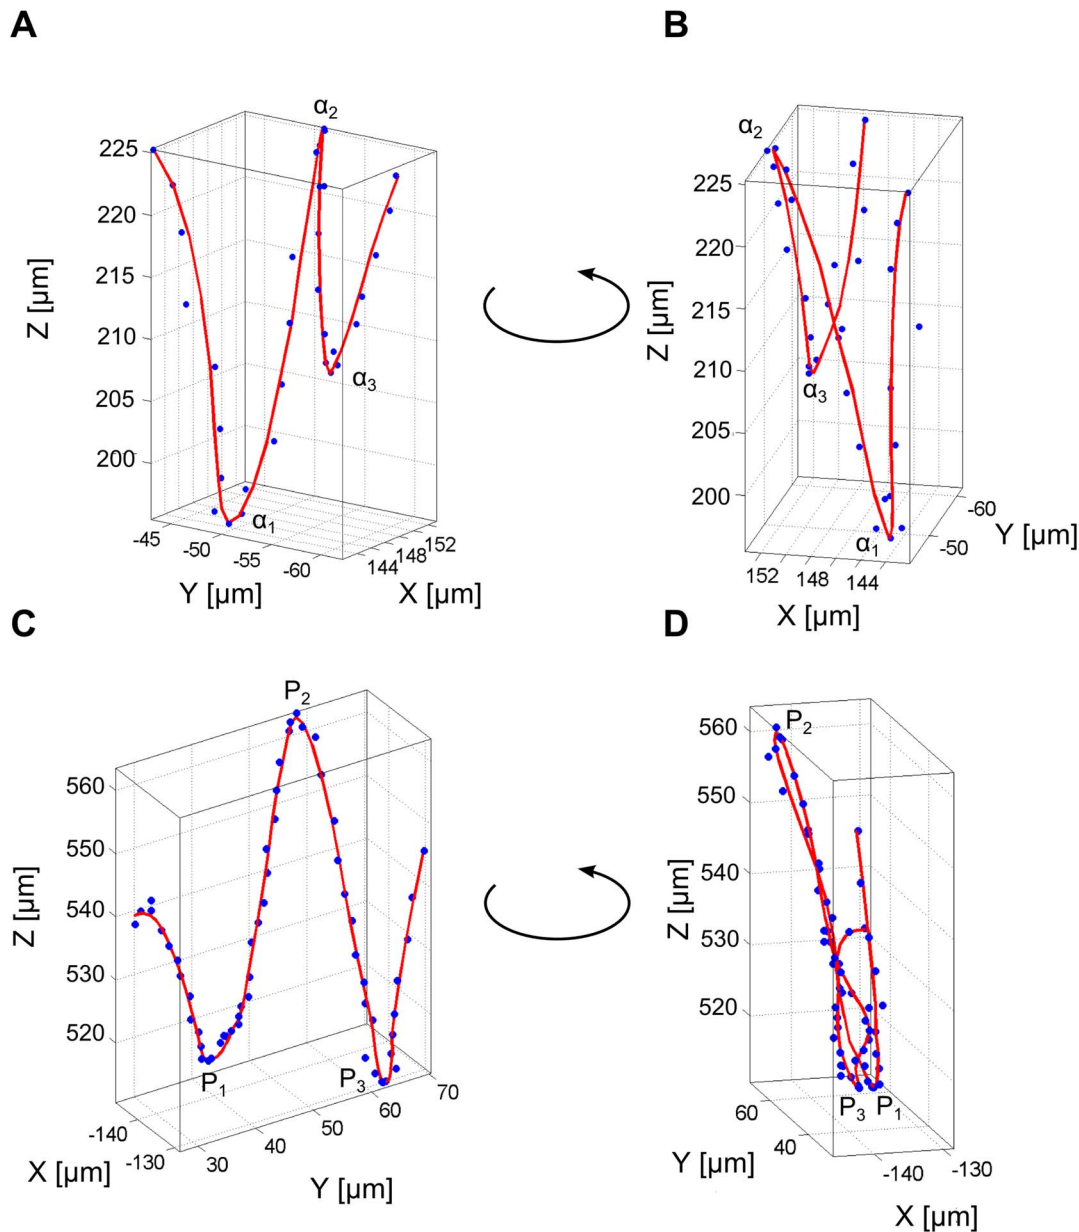 A
B
α2
225
220
215
210
205
200
Z [µm]
α1
α3
-45
-50
-55
-60
144
148
152
Y [µm]
X [µm]
α2
225
220
215
210
205
200
Z [µm]
α3
α1
152
148
144
-60
-50
Y [µm]
X [µm]
C
D
P2
560
550
540
530
520
Z [µm]
P1
P3
-140
-130
30
40
50
60
70
X [µm]
Y [µm]
P2
560
550
540
530
520
Z [µm]
P3
P1
60
40
-140
-130
Y [µm]
X [µm]